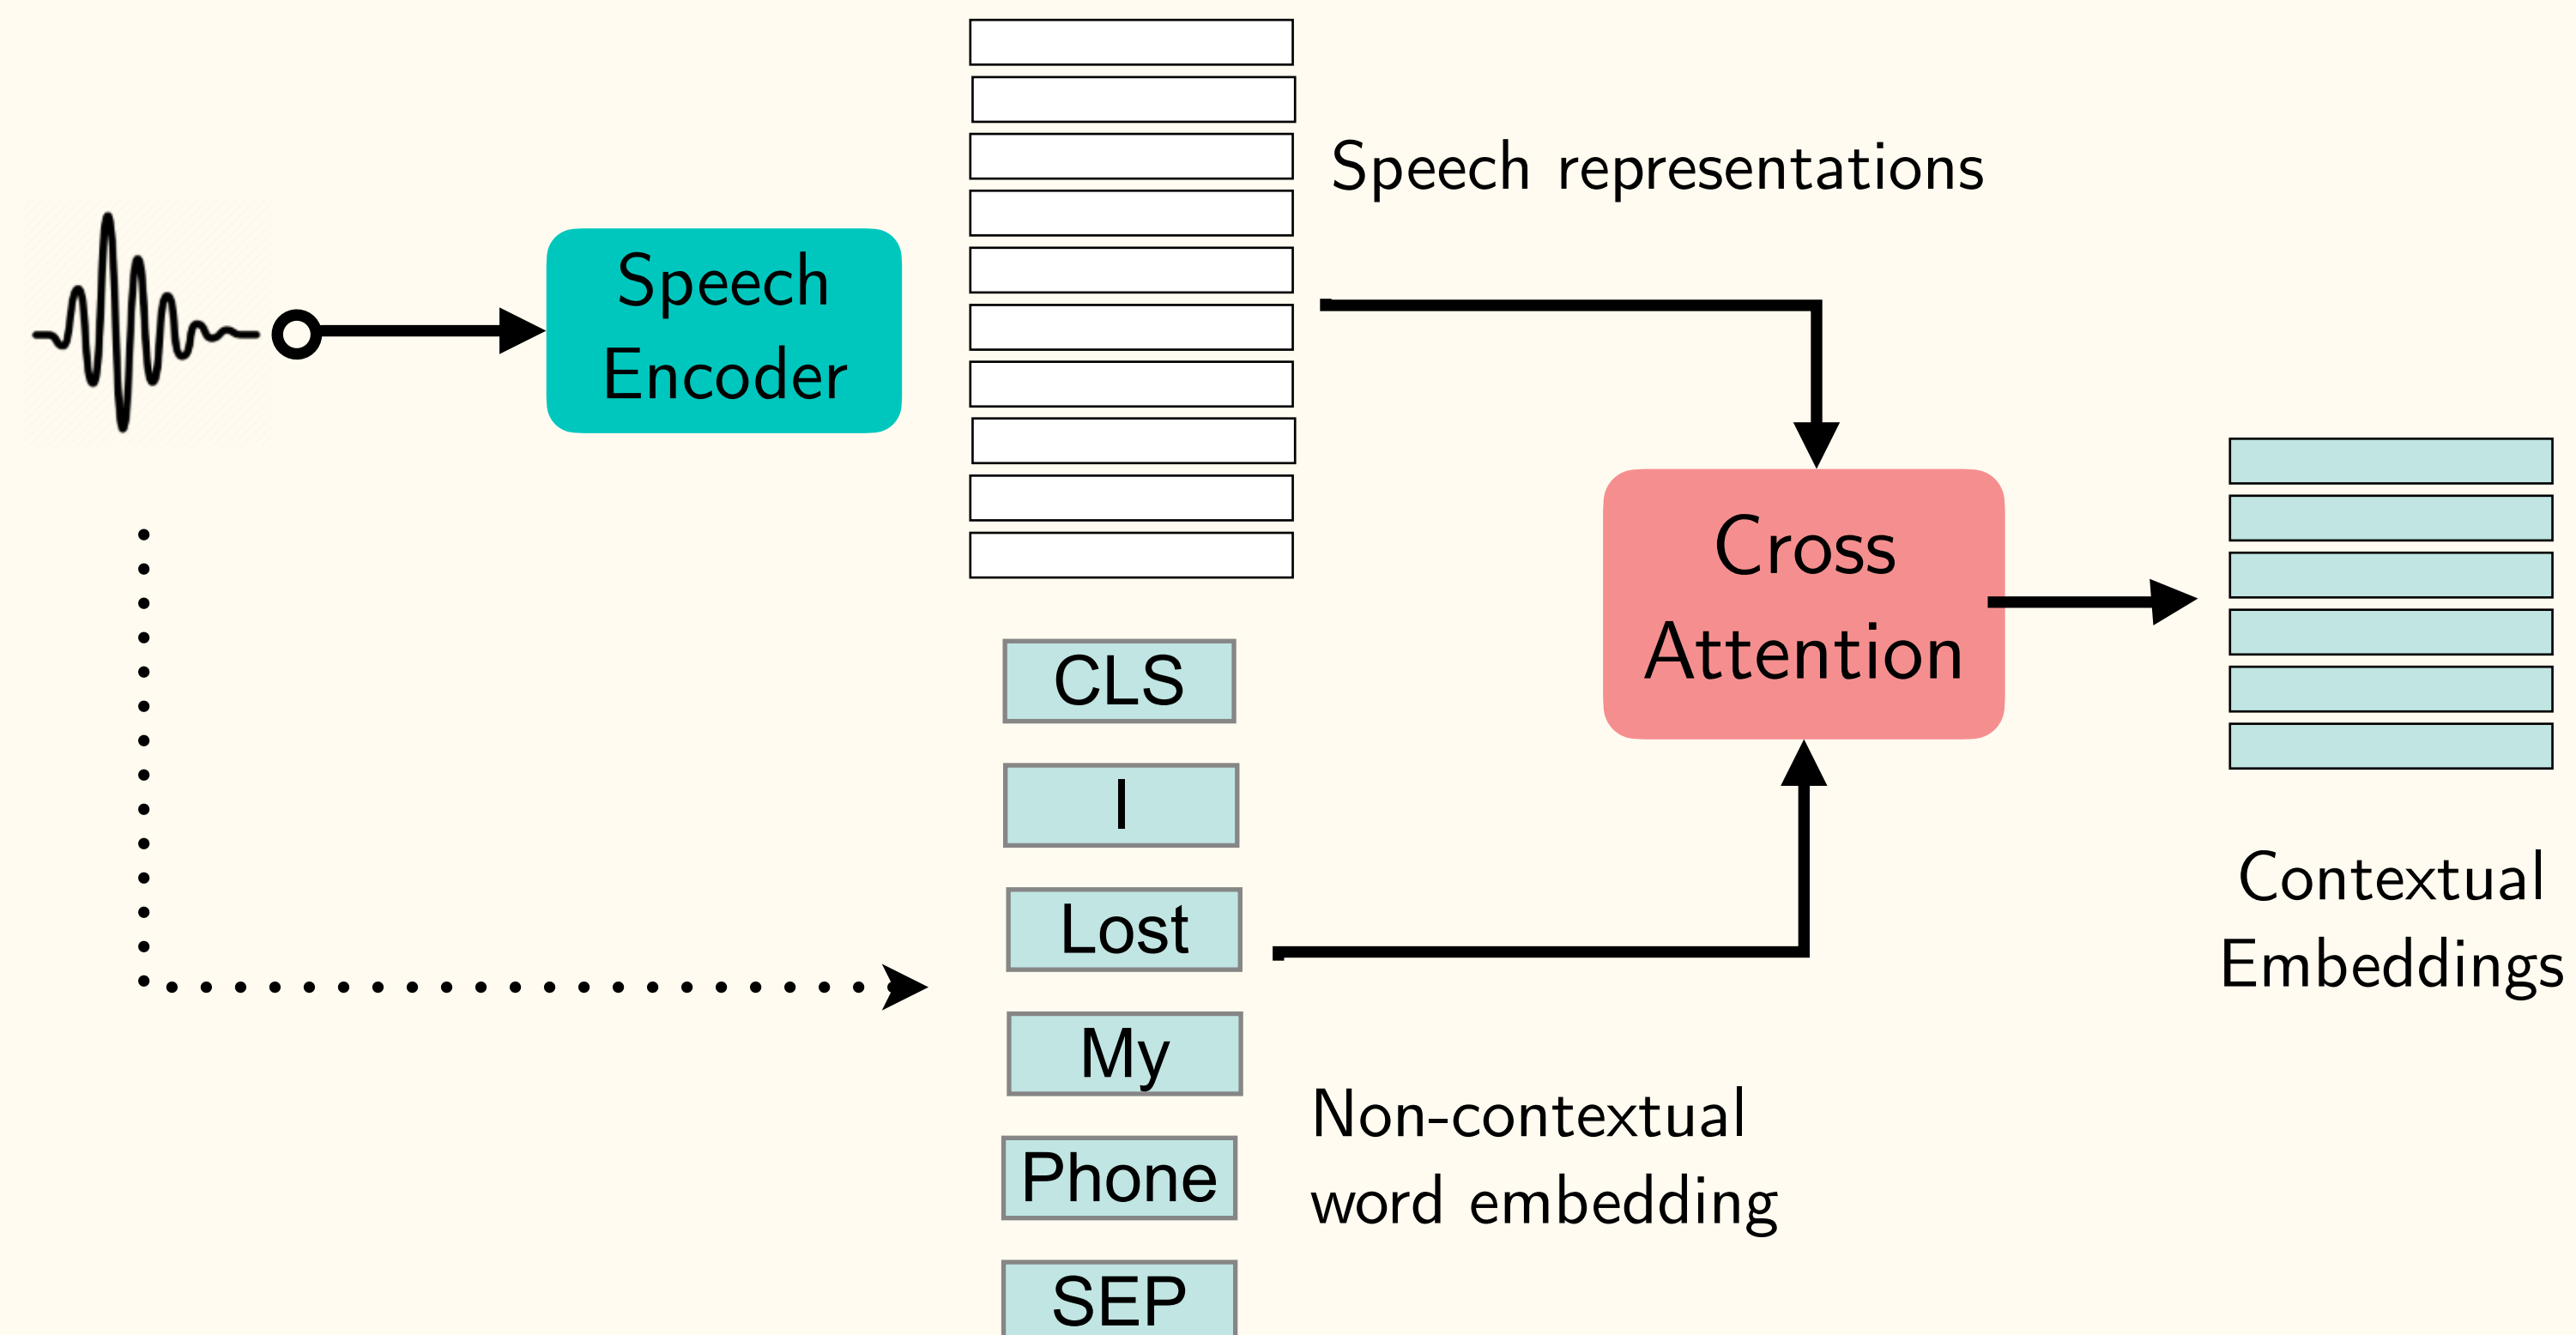 Speech representations
Speech
Encoder
Cross
Attention
CLS
I
Lost
My
Phone
SEP
Non-contextual
word embedding
Contextual
Embeddings